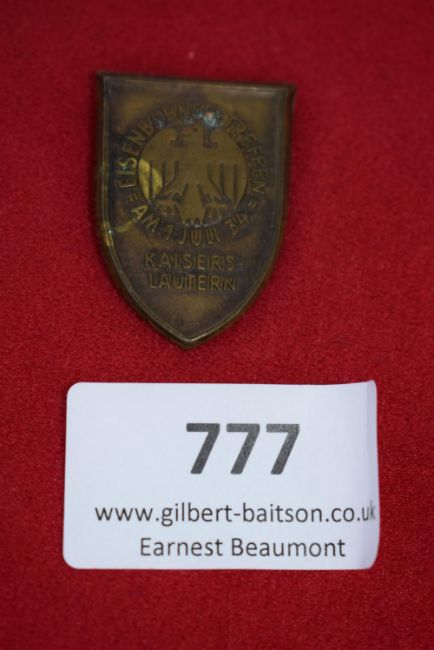 =EISENBAHNER-TREFFEN=
AM 1. JULI 34
KAISERS-
LAUTERN
777
www.gilbert-baitson.co.uk
Earnest Beaumont